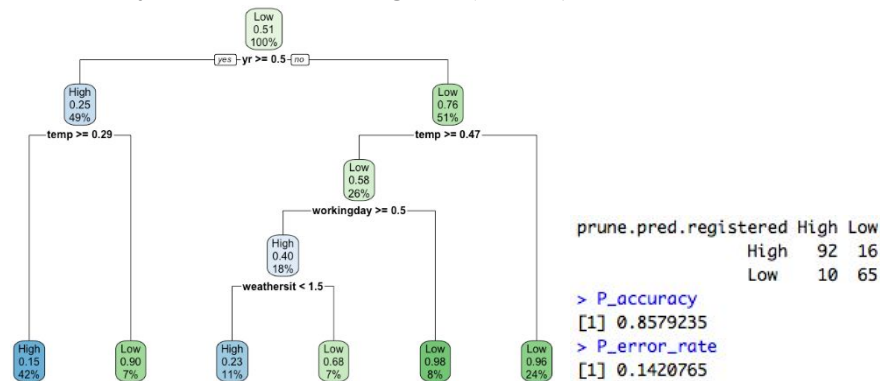 Low
0.51
100%
yes yr >= 0.5 no
High
0.25
49%
Low
0.76
51%
temp >= 0.29
temp >= 0.47
Low
0.58
26%
workingday >= 0.5
High
0.40
18%
weathersit < 1.5
High
0.15
42%
Low
0.90
7%
High
0.23
11%
Low
0.68
7%
Low
0.98
8%
Low
0.96
24%
prune.pred.registered High Low
High 92 16
Low 10 65
> P_accuracy
[1] 0.8579235
> P_error_rate
[1] 0.1420765